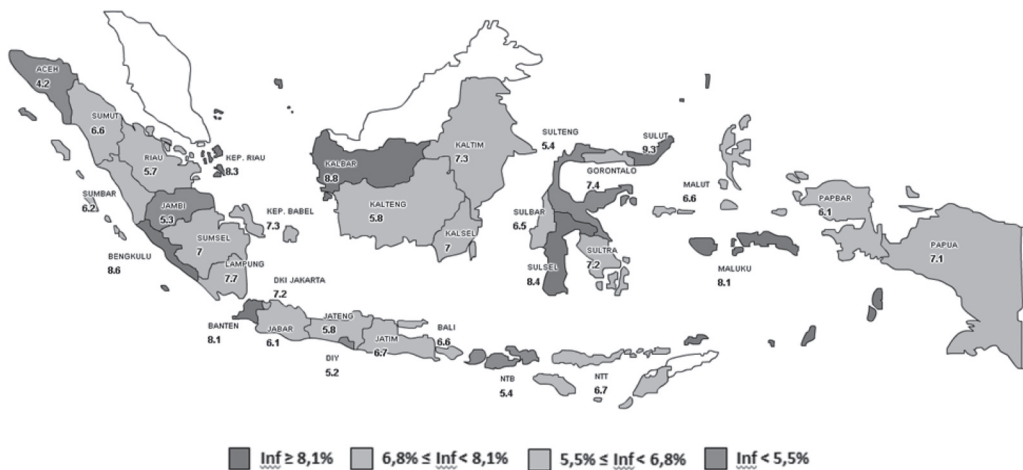 ACEH
4.2
SUMUT
6.6
RIAU
5.7
KEP. RIAU
8.3
SUMBAR
6.2
JAMBI
5.3
KEP. BABEL
7.3
SUMSEL
7
BENGKULU
8.6
LAMPUNG
7.7
DKI JAKARTA
7.2
BANTEN
8.1
JABAR
6.1
JATENG
5.8
DIY
5.2
JATIM
6.7
BALI
6.6
NTB
5.4
NTT
6.7
KALBAR
8.8
KALTENG
5.8
KALTIM
7.3
KALSEL
7
SULTENG
5.4
SULUT
9.3
GORONTALO
7.4
SULBAR
6.5
SULSEL
8.4
SULTRA
7.2
MALUT
6.6
MALUKU
8.1
PAPBAR
6.1
PAPUA
7.1
Inf ≥ 8,1% 6,8% ≤ Inf< 8,1% 5,5% ≤ Inf < 6,8% Inf < 5,5%